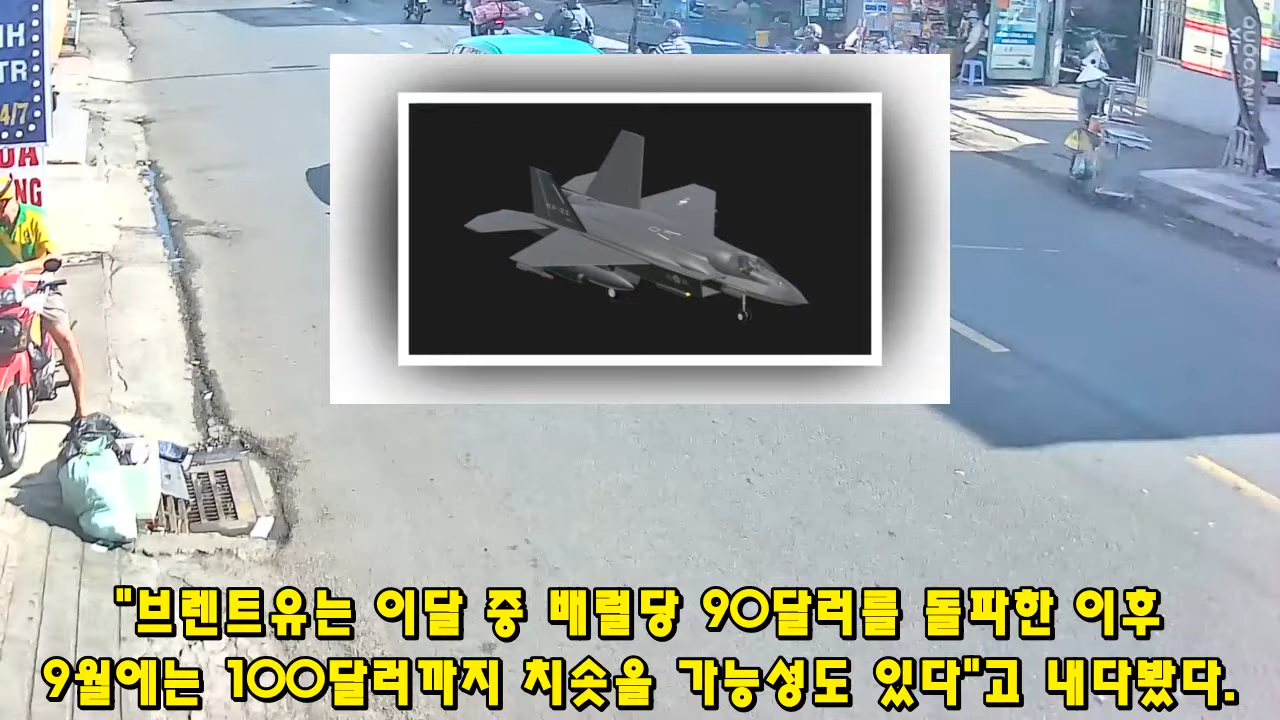 4/7
"브렌트유는 이달 중 배럴당 90달러를 돌파한 이후
9월에는 100달러까지 치솟을 가능성도 있다"고 내다봤다.